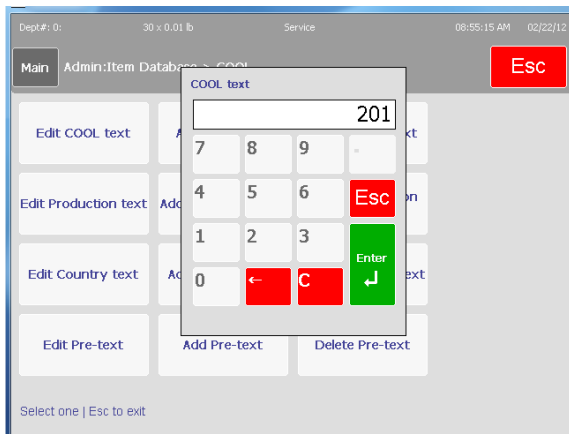 Dept#: 0: 30 x 0.01 lb Service 08:55:15 AM 02/22/12
Main Admin:Item Database > COOL Esc
COOL text
201
Edit COOL text
7 8 9 .
Edit Production text
4 5 6 Esc
1 2 3 Enter
Edit Country text
0 ← C ↵
Edit Pre-text Add Pre-text Delete Pre-text
Select one | Esc to exit